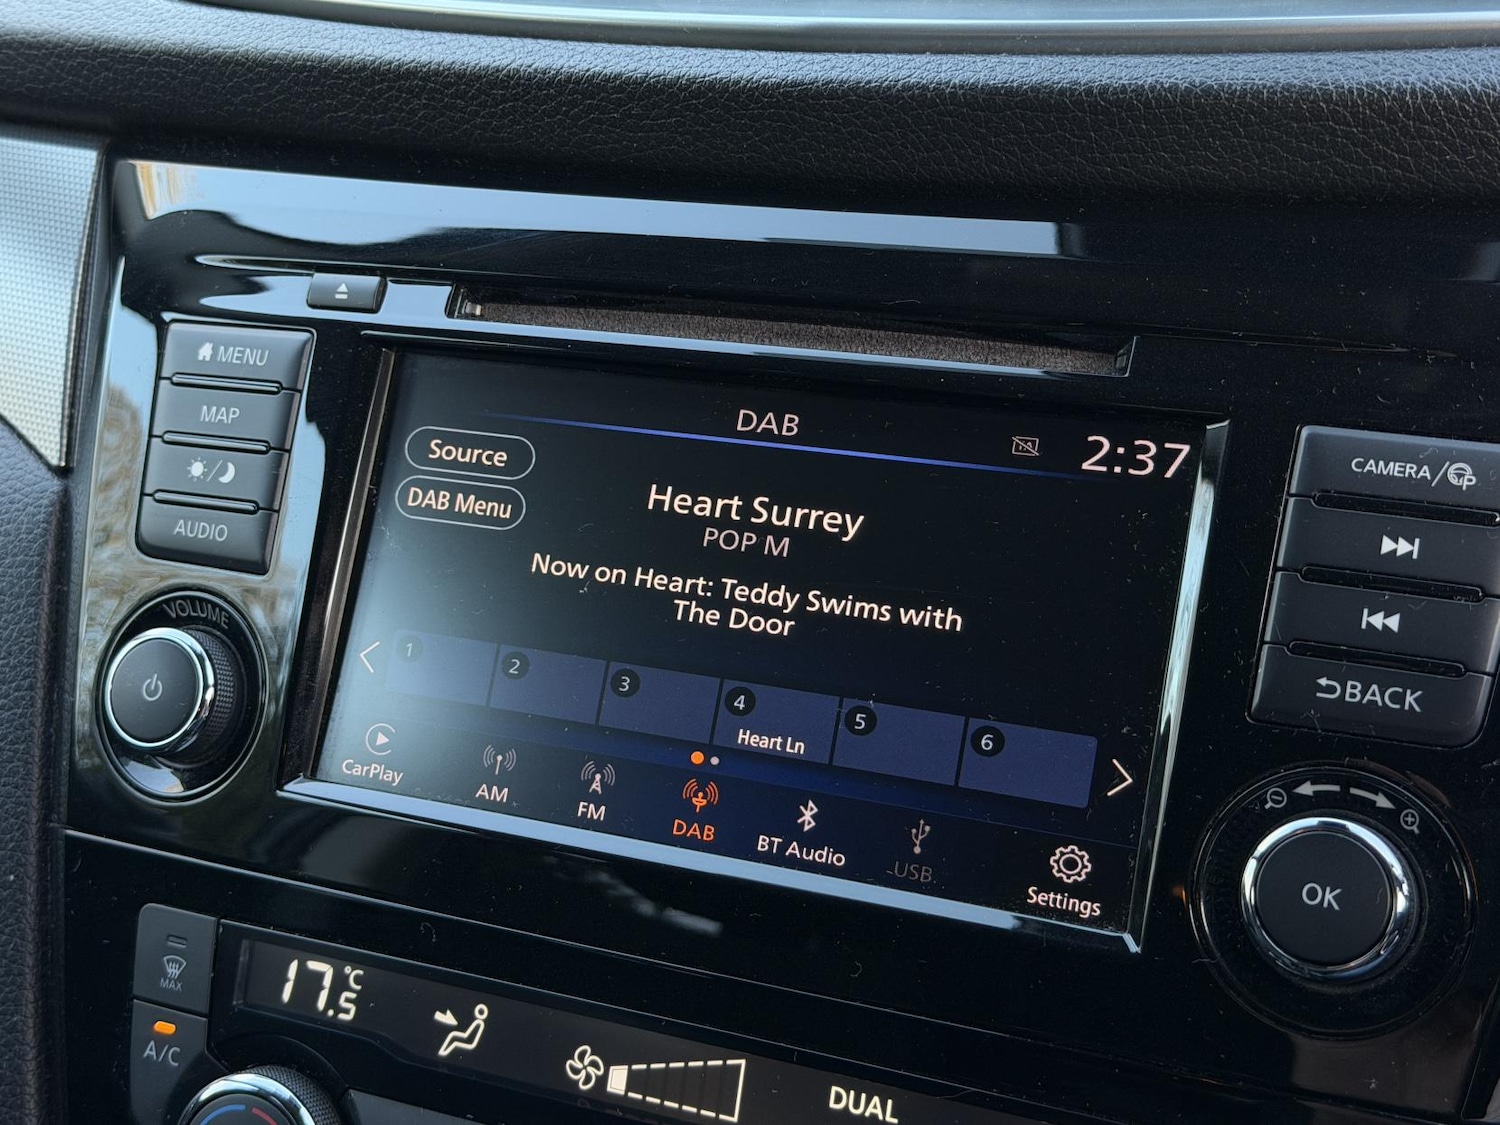 MENU
MAP
AUDIO
VOLUME
DAB
2:37
Source
DAB Menu
Heart Surrey
POP M
Now on Heart: Teddy Swims with
The Door
1
2
3
4
Heart Ln
5
6
CarPlay
AM
FM
DAB
BT Audio
USB
Settings
CAMERA/P
BACK
OK
MAX
A/C
17.5°C
DUAL